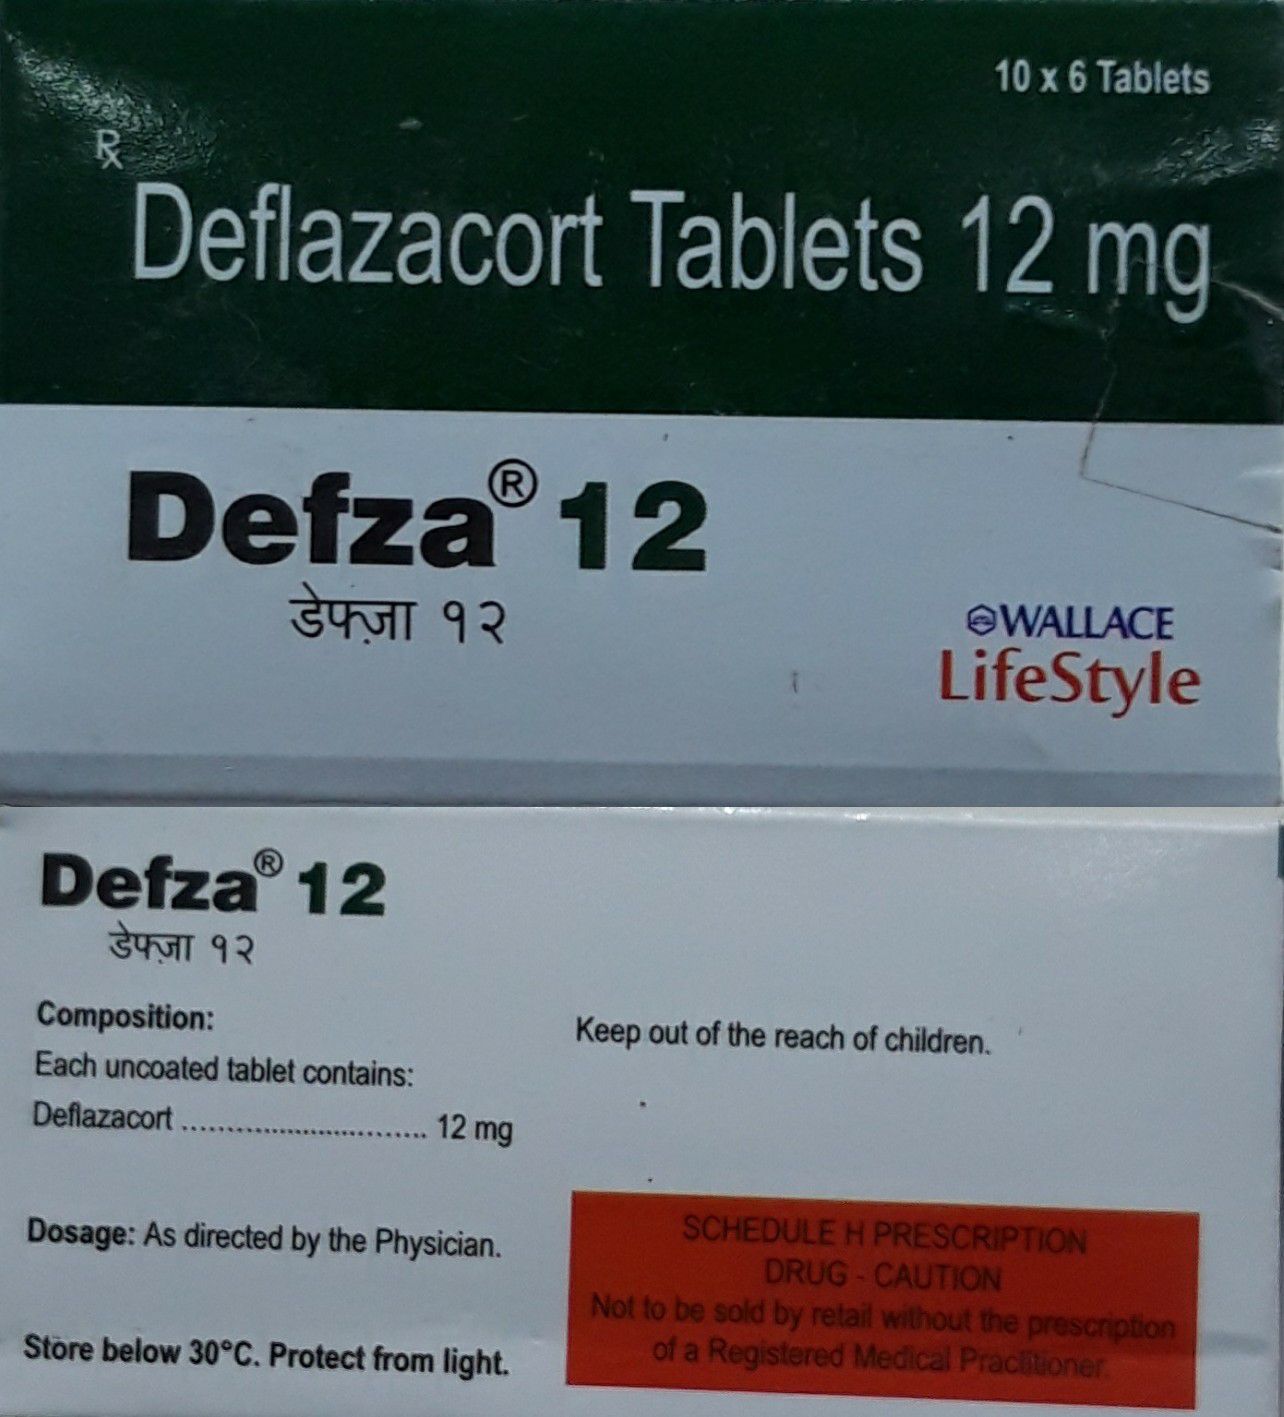 10 x 6 Tablets
Rx
Deflazacort Tablets 12 mg
Defza® 12
डेफ्ज़ा १२
WALLACE
LifeStyle
Defza® 12
डेफ्ज़ा १२
Composition:
Each uncoated tablet contains:
Deflazacort ............................ 12 mg
Keep out of the reach of children.
Dosage: As directed by the Physician.
Store below 30°C. Protect from light.
SCHEDULE H PRESCRIPTION
DRUG - CAUTION
Not to be sold by retail without the prescription
of a Registered Medical Practitioner.